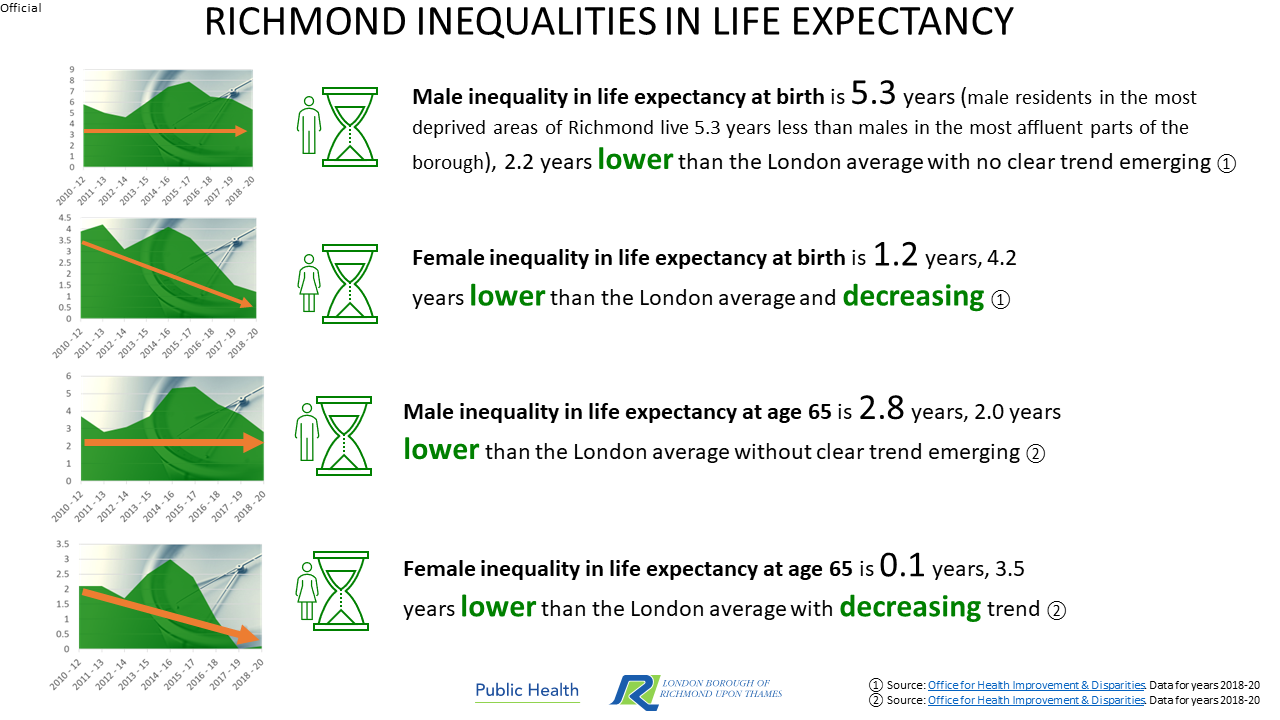 Official
RICHMOND INEQUALITIES IN LIFE EXPECTANCY
9
8
7
6
5
4
3
2
1
0
2010 - 12
2011 - 13
2012 - 14
2013 - 15
2014 - 16
2015 - 17
2016 - 18
2017 - 19
2018 - 20
Male inequality in life expectancy at birth is 5.3 years (male residents in the most
deprived areas of Richmond live 5.3 years less than males in the most affluent parts of the
borough), 2.2 years lower than the London average with no clear trend emerging ①
4.5
4
3.5
3
2.5
2
1.5
1
0.5
0
2010 - 12
2011 - 13
2012 - 14
2013 - 15
2014 - 16
2015 - 17
2016 - 18
2017 - 19
2018 - 20
Female inequality in life expectancy at birth is 1.2 years, 4.2
years lower than the London average and decreasing ①
6
5
4
3
2
1
0
2010 - 12
2011 - 13
2012 - 14
2013 - 15
2014 - 16
2015 - 17
2016 - 18
2017 - 19
2018 - 20
Male inequality in life expectancy at age 65 is 2.8 years, 2.0 years
lower than the London average without clear trend emerging ②
3.5
3
2.5
2
1.5
1
0.5
0
2010 - 12
2011 - 13
2012 - 14
2013 - 15
2014 - 16
2015 - 17
2016 - 18
2017 - 19
2018 - 20
Female inequality in life expectancy at age 65 is 0.1 years, 3.5
years lower than the London average with decreasing trend ②
Public Health
LONDON BOROUGH OF
RICHMOND UPON THAMES
① Source: Office for Health Improvement & Disparities. Data for years 2018-20
② Source: Office for Health Improvement & Disparities. Data for years 2018-20